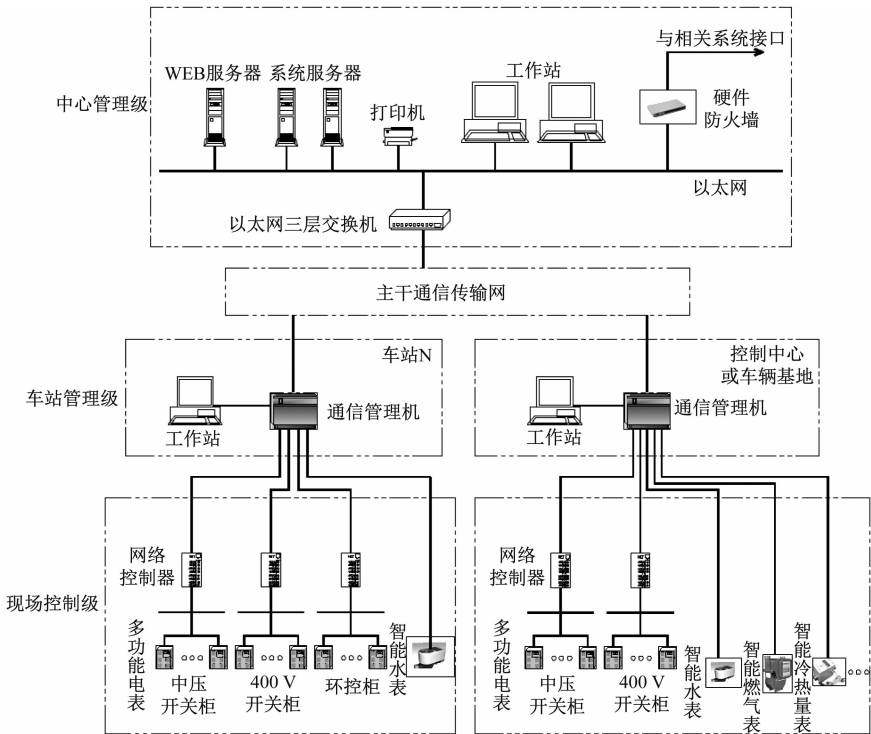 与相关系统接口
WEB服务器
系统服务器
工作站
中心管理级
打印机
硬件
防火墙
以太网
以太网三层交换机
主干通信传输网
车站N
控制中心
或车辆基地
车站管理级
通信管理机
工作站
通信管理机
工作站
网络
控制器
网络
控制器
现场控制级
多功能电表
中压
开关柜
400 V
开关柜
环控柜
智能水表
多功能电表
中压
开关柜
400 V
开关柜
智能水表
智能燃气表
智能冷热量表